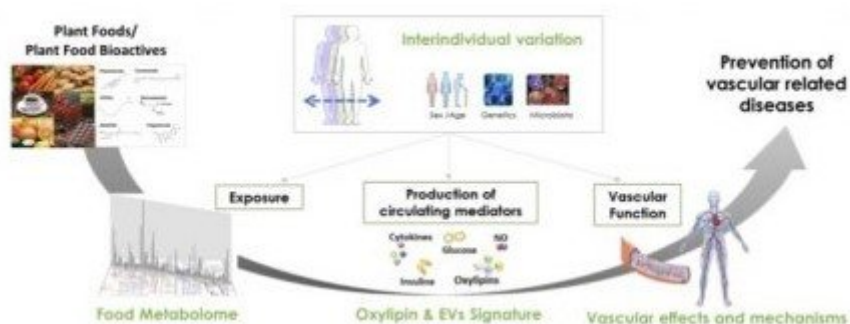 Plant Foods/
Plant Food Bioactives
Interindividual variation
Sex /Age
Genetics
Microbiota
Prevention of
vascular related
diseases
Exposure
Production of
circulating mediators
Vascular
Function
Cytokines
Glucose
NO
Insuline
Oxylipins
Food Metabolome
Oxylipin & EVs Signature
Vascular effects and mechanisms